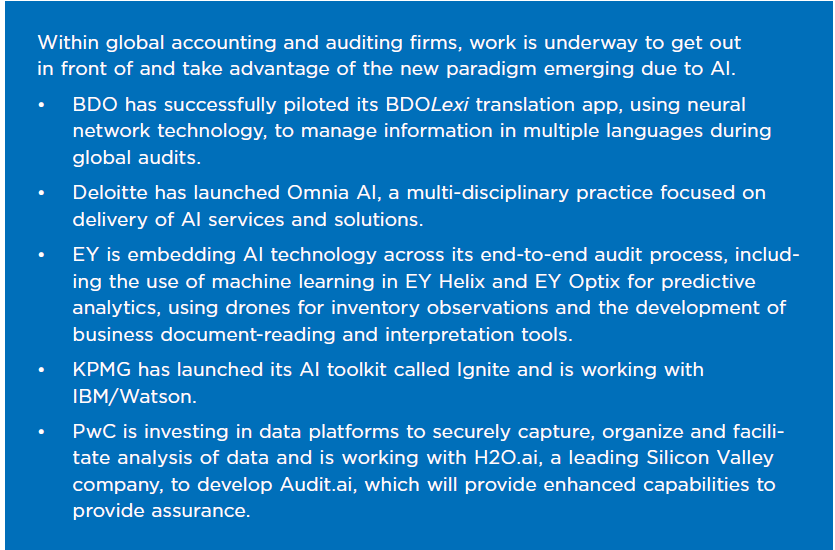 Within global accounting and auditing firms, work is underway to get out
in front of and take advantage of the new paradigm emerging due to AI.
• BDO has successfully piloted its BDOLexi translation app, using neural
network technology, to manage information in multiple languages during
global audits.
• Deloitte has launched Omnia AI, a multi-disciplinary practice focused on
delivery of AI services and solutions.
• EY is embedding AI technology across its end-to-end audit process, includ-
ing the use of machine learning in EY Helix and EY Optix for predictive
analytics, using drones for inventory observations and the development of
business document-reading and interpretation tools.
• KPMG has launched its AI toolkit called Ignite and is working with
IBM/Watson.
• PwC is investing in data platforms to securely capture, organize and facili-
tate analysis of data and is working with H2O.ai, a leading Silicon Valley
company, to develop Audit.ai, which will provide enhanced capabilities to
provide assurance.